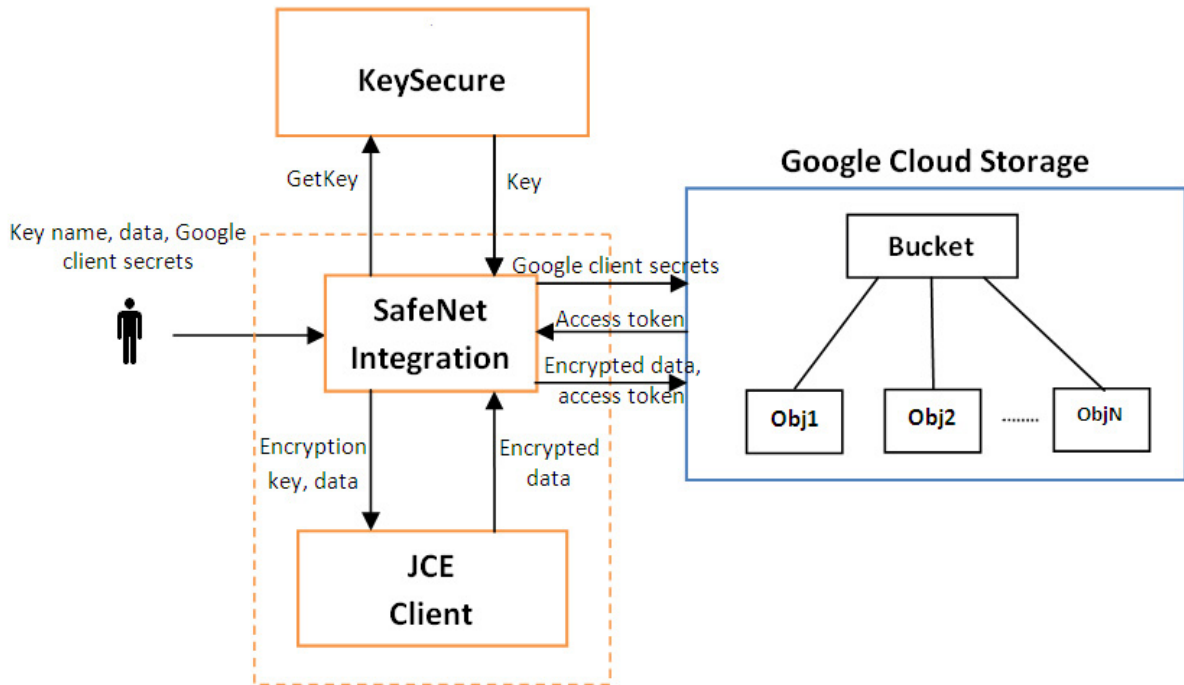 KeySecure
GetKey
Key
Google Cloud Storage
Key name, data, Google
client secrets
Bucket
Google client secrets
SafeNet
Integration
Access token
Encrypted data,
access token
Obj1
Obj2
........
ObjN
Encryption
key, data
Encrypted
data
JCE
Client